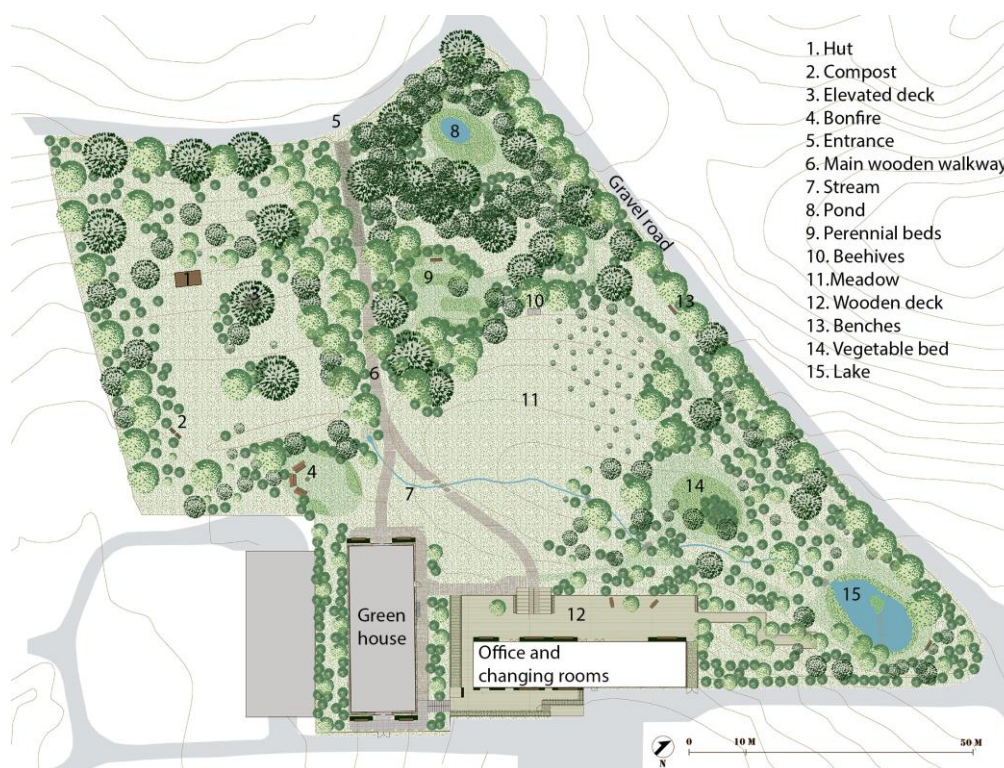 1. Hut
2. Compost
3. Elevated deck
4. Bonfire
5. Entrance
6. Main wooden walkway
7. Stream
8. Pond
9. Perennial beds
10. Beehives
11.Meadow
12. Wooden deck
13. Benches
14. Vegetable bed
15. Lake
5
8
Gravel road
1
3
9
10
13
6
11
2
4
7
14
15
12
Green
house
Office and
changing rooms
N
0 10 M 50 M